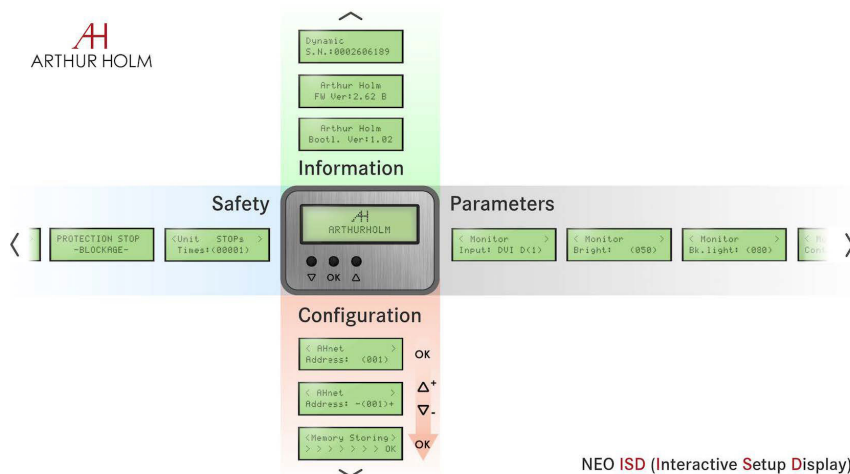 AH
ARTHUR HOLM
Dynamic
S.N.:0002606189
Arthur Holm
FW Ver:2.62 B
Arthur Holm
Bootl. Ver:1.02
Information
Safety
Parameters
PROTECTION STOP
-BLOCKAGE-
<Unit STOPs >
Times:(00001)
AH
ARTHURHOLM
▽ OK △
< Monitor >
Input: DVI D(1)
< Monitor >
Bright: (050)
< Monitor >
Bk.light: (080)
Configuration
< AHnet >
Address: (001)
OK
< AHnet >
Address: -(001)+
△+
▽-
<Memory Storing>
> > > > > > > OK
OK
NEO ISD (Interactive Setup Display)